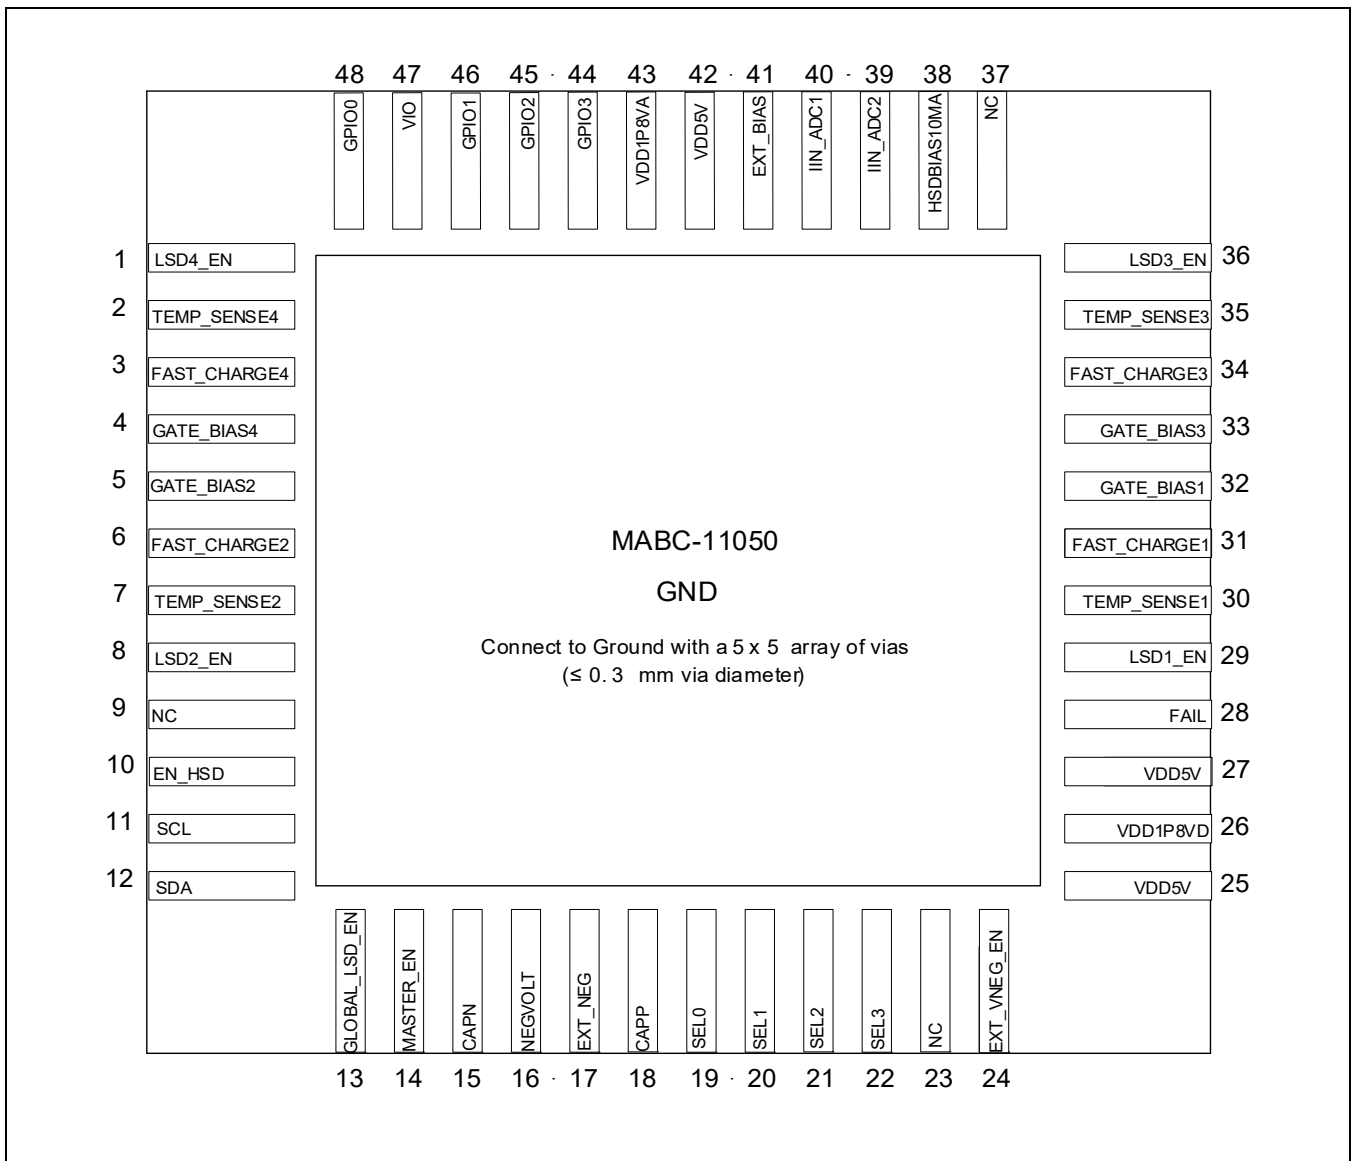 48 47 46 45 44 43 42 41 40 39 38 37
GPIO0
VIO
GPIO1
GPIO2
GPIO3
VDD1P8VA
VDD5V
EXT_BIAS
IIN_ADC1
IIN_ADC2
HSDBIAS10MA
NC
1 LSD4_EN
2 TEMP_SENSE4
3 FAST_CHARGE4
4 GATE_BIAS4
5 GATE_BIAS2
6 FAST_CHARGE2
7 TEMP_SENSE2
8 LSD2_EN
9 NC
10 EN_HSD
11 SCL
12 SDA
MABC-11050
GND
Connect to Ground with a 5 x 5 array of vias
(≤ 0.3 mm via diameter)
LSD3_EN 36
TEMP_SENSE3 35
FAST_CHARGE3 34
GATE_BIAS3 33
GATE_BIAS1 32
FAST_CHARGE1 31
TEMP_SENSE1 30
LSD1_EN 29
FAIL 28
VDD5V 27
VDD1P8VD 26
VDD5V 25
GLOBAL_LSD_EN
MASTER_EN
CAPN
NEGVOLT
EXT_NEG
CAPP
SEL0
SEL1
SEL2
SEL3
NC
EXT_VNEG_EN
13 14 15 16 17 18 19 20 21 22 23 24